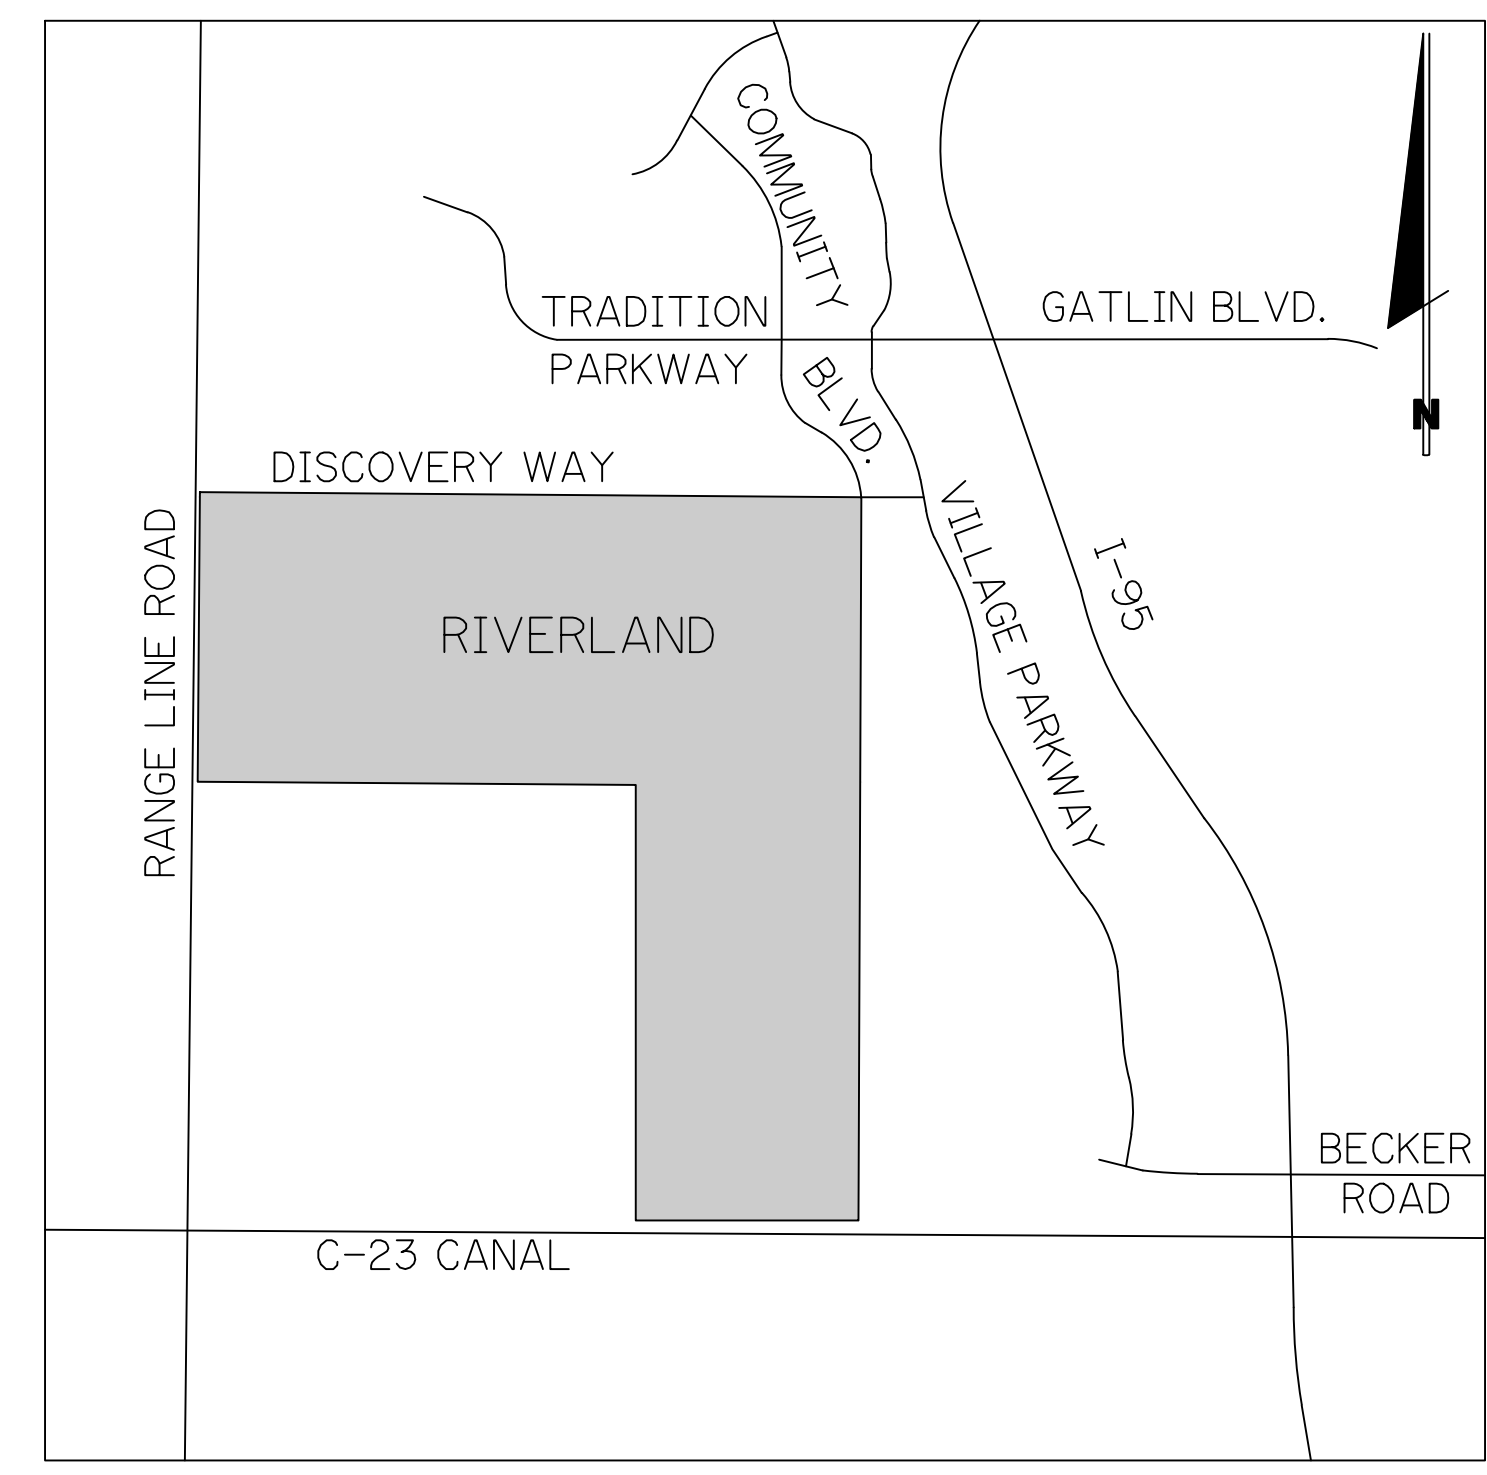 COMMUNITY
BLVD.
TRADITION
PARKWAY
GATLIN BLVD.
N
DISCOVERY WAY
RANGE LINE ROAD
RIVERLAND
VILLAGE PARKWAY
I-95
BECKER
ROAD
C-23 CANAL